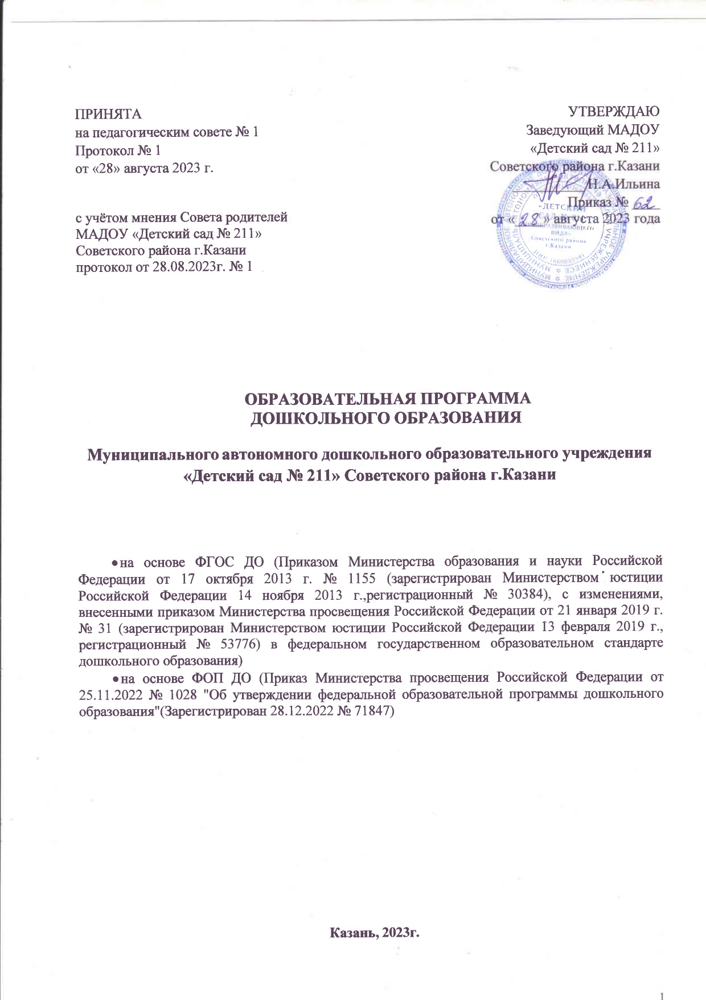 ПРИНЯТА
на педагогическим совете № 1
Протокол № 1
от «28» августа 2023 г.
с учётом мнения Совета родителей
МАДОУ «Детский сад № 211»
Советского района г.Казани
протокол от 28.08.2023г. № 1
УТВЕРЖДАЮ
Заведующий МАДОУ
«Детский сад № 211»
Советского района г.Казани
Н.А.Ильина
Приказ № 62
от «28» августа 2023 года
«ДЕТСКИЙ
САД
ВИДА»
Советского района
г.Казани
ОБРАЗОВАТЕЛЬНАЯ ПРОГРАММА
ДОШКОЛЬНОГО ОБРАЗОВАНИЯ
Муниципального автономного дошкольного образовательного учреждения
«Детский сад № 211» Советского района г.Казани
•на основе ФГОС ДО (Приказом Министерства образования и науки Российской
Федерации от 17 октября 2013 г. № 1155 (зарегистрирован Министерством юстиции
Российской Федерации 14 ноября 2013 г.,регистрационный № 30384), с изменениями,
внесенными приказом Министерства просвещения Российской Федерации от 21 января 2019 г.
№ 31 (зарегистрирован Министерством юстиции Российской Федерации 13 февраля 2019 г.,
регистрационный № 53776) в федеральном государственном образовательном стандарте
дошкольного образования)
•на основе ФОП ДО (Приказ Министерства просвещения Российской Федерации от
25.11.2022 № 1028 "Об утверждении федеральной образовательной программы дошкольного
образования"(Зарегистрирован 28.12.2022 № 71847)
Казань, 2023г.
1